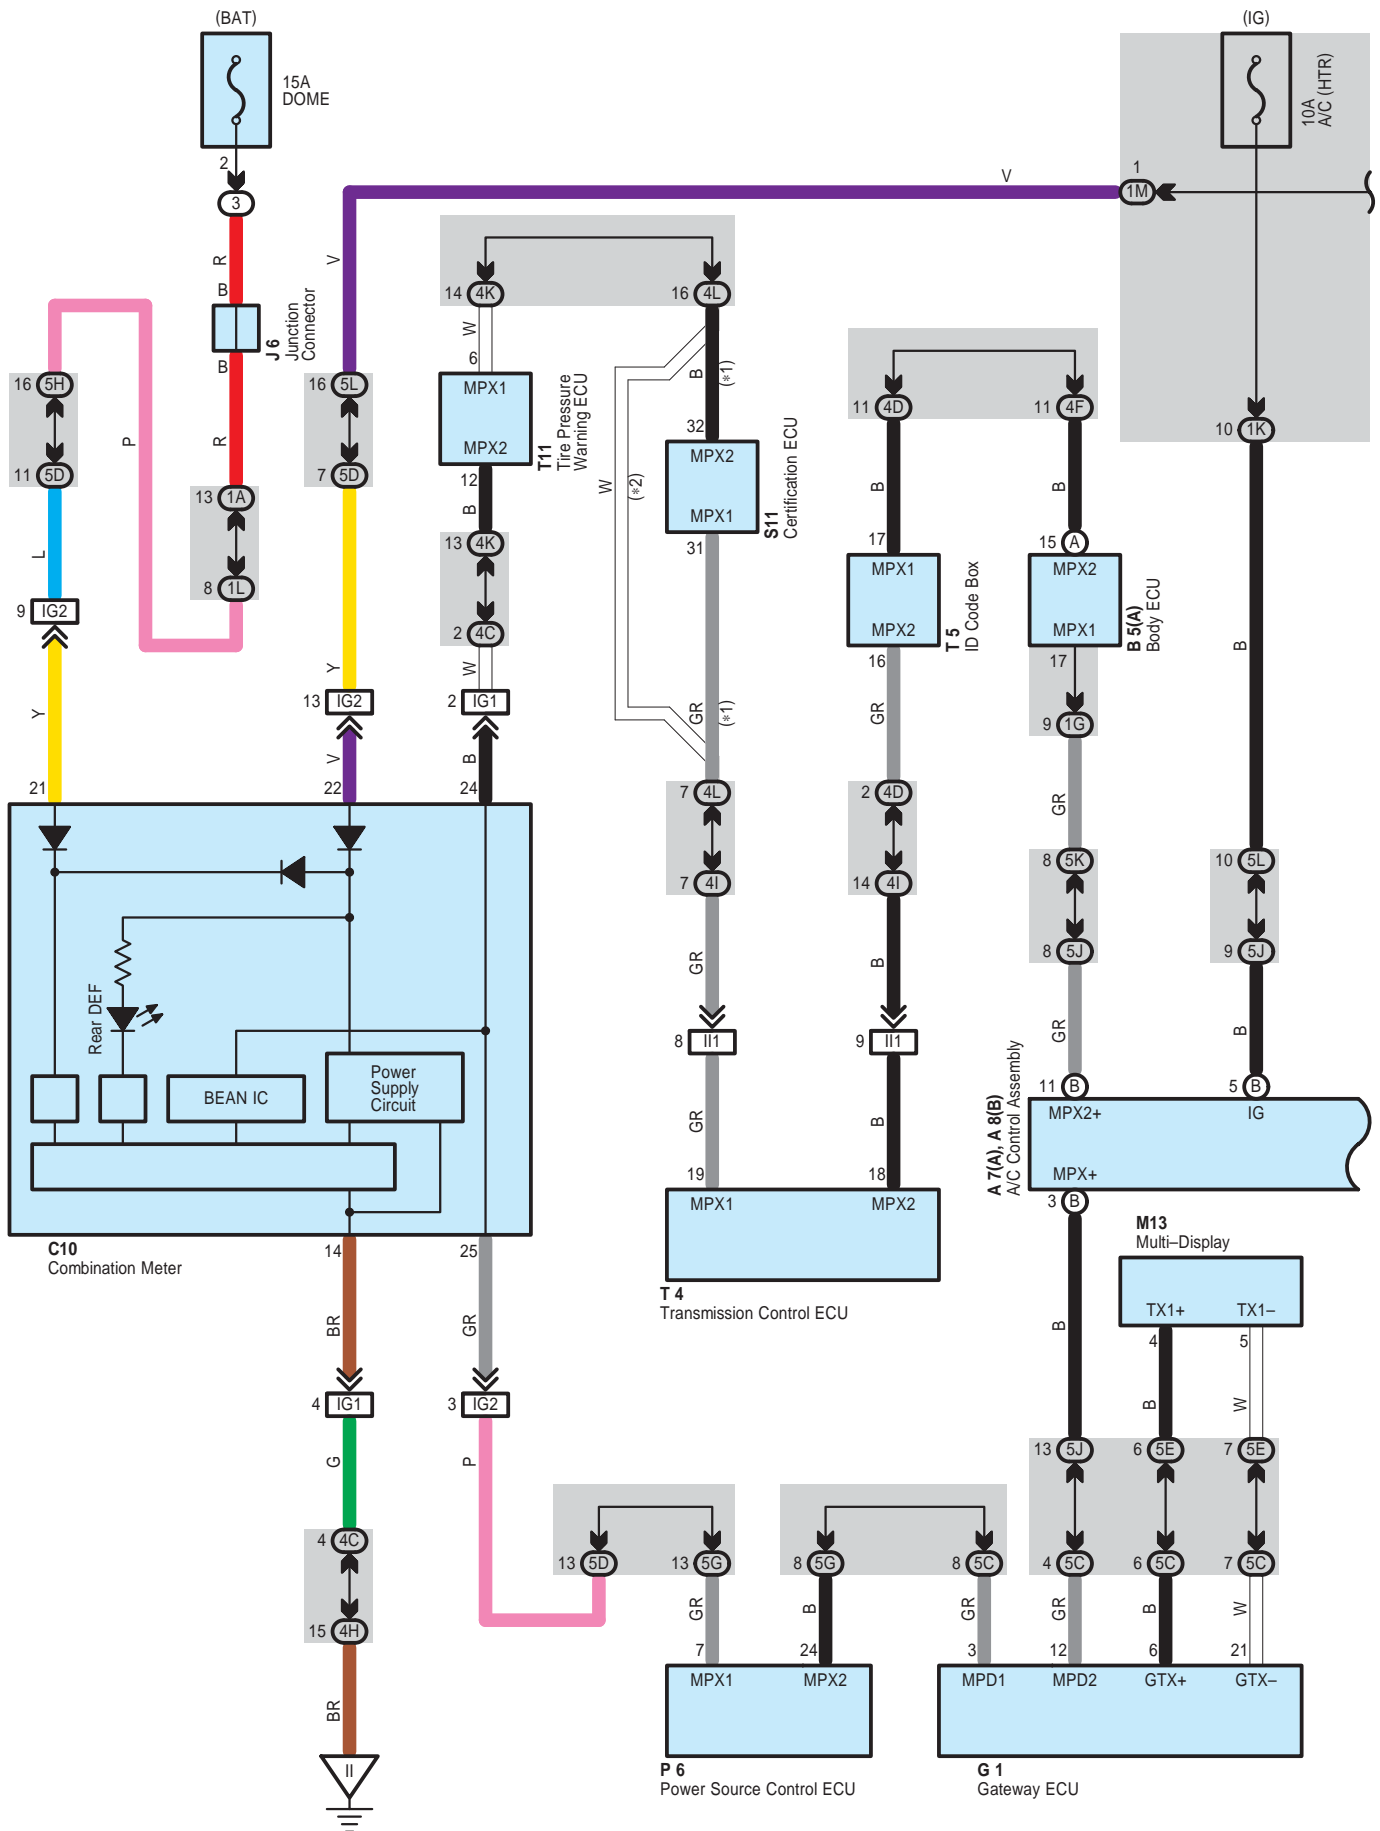 (BAT)
(IG)
15A
DOME
10A
A/C (HTR)
2
3
1
1M
V
R
V
B
J 6
Junction
Connector
B
14 4K
16 4L
W
6
B
(*1)
16 5H
16 5L
MPX1
MPX2
T11
Tire Pressure
Warning ECU
11 4D
11 4F
10 1K
P
R
32
MPX2
MPX1
S11
Certification ECU
11 5D
7 5D
12
B
W
(*2)
B
B
13 1A
13 4K
31
17
15 A
L
8 1L
MPX1
MPX2
T 5
ID Code Box
MPX2
MPX1
B 5(A)
Body ECU
9 IG2
2 4C
B
Y
W
16
17
13 IG2
2 IG1
GR
(*1)
GR
9 1G
Y
V
B
21
22
24
7 4L
2 4D
GR
8 5K
10 5L
7 4I
14 4I
8 5J
9 5J
GR
B
Rear DEF
GR
B
8 II1
9 II1
BEAN IC
Power
Supply
Circuit
11 B
5 B
A 7(A), A 8(B)
A/C Control Assembly
MPX2+
IG
GR
B
MPX+
19
18
3 B
MPX1
MPX2
M13
Multi–Display
C10
Combination Meter
14
25
T 4
Transmission Control ECU
TX1+
TX1–
BR
GR
B
4
5
4 IG1
3 IG2
B
W
G
P
13 5J
6 5E
7 5E
4 4C
13 5D
13 5G
8 5G
8 5C
4 5C
6 5C
7 5C
GR
B
GR
GR
B
W
15 4H
7
24
3
12
6
21
MPX1
MPX2
MPD1
MPD2
GTX+
GTX–
BR
II
P 6
Power Source Control ECU
G 1
Gateway ECU